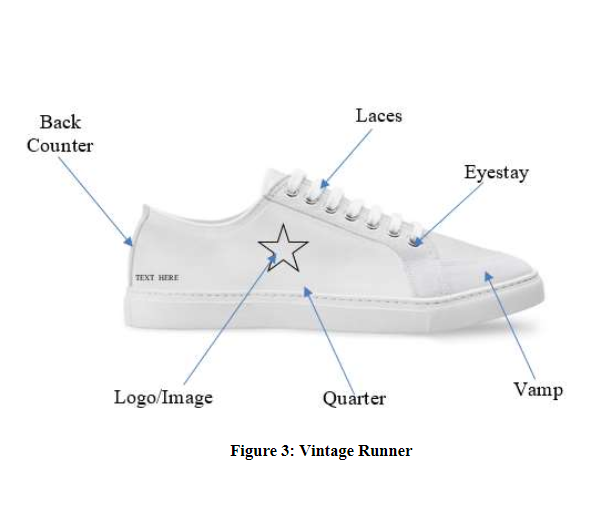 Laces
Back
Counter
Eyestay
TEXT HERE
Logo/Image
Quarter
Vamp
Figure 3: Vintage Runner